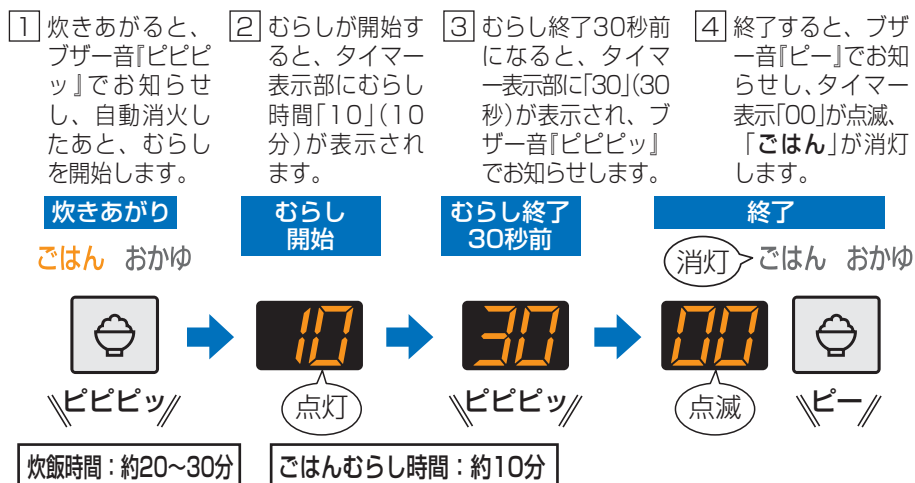 1 炊きあがると、
ブザー音『ピピピ
ッ』でお知らせ
し、自動消火し
たあと、むらし
を開始します。
2 むらしが開始す
ると、タイマー
表示部にむらし
時間「10」(10
分)が表示され
ます。
3 むらし終了30秒前
になると、タイマ
ー表示部に「30」(30
秒)が表示され、ブ
ザー音『ピピピッ』
でお知らせします。
4 終了すると、ブザ
ー音『ピー』でお知
らせし、タイマー
表示「00」が点滅、
「ごはん」が消灯
します。
炊きあがり
ごはん おかゆ
ピピピッ
むらし
開始
10
点灯
むらし終了
30秒前
30
ピピピッ
終了
消灯 ごはん おかゆ
00
点滅
ピー
炊飯時間:約20~30分
ごはんむらし時間:約10分